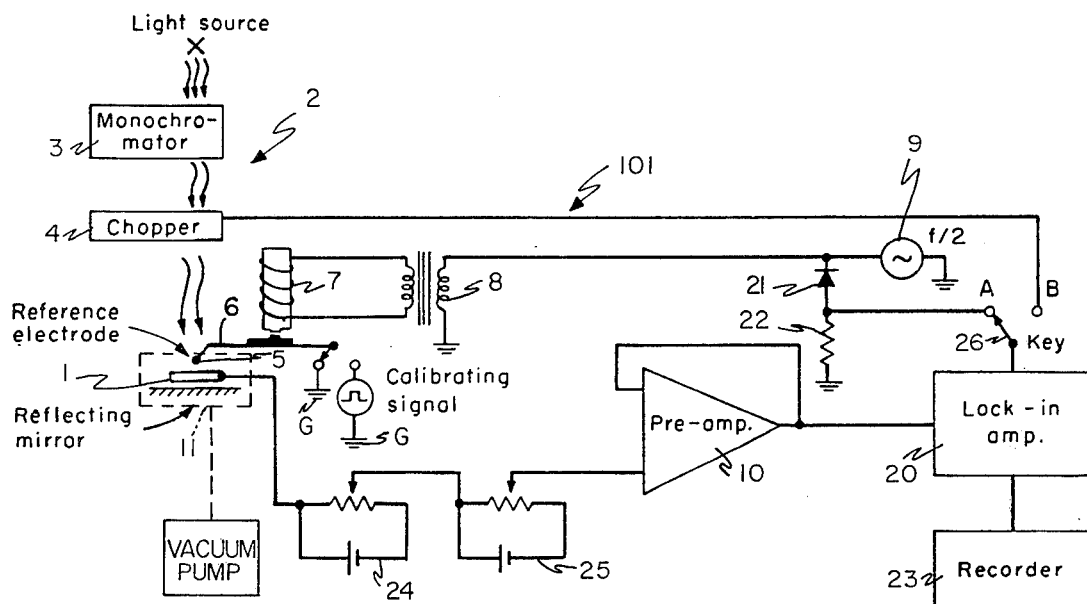 Light source
Monochro-
mator
3
2
Chopper
4
101
9
f/2
7
8
21
A
B
22
26
Key
Reference
electrode
6
5
1
Reflecting
mirror
11
G
Calibrating
signal
G
Pre-amp.
10
Lock-in
amp.
20
VACUUM
PUMP
24
25
23
Recorder